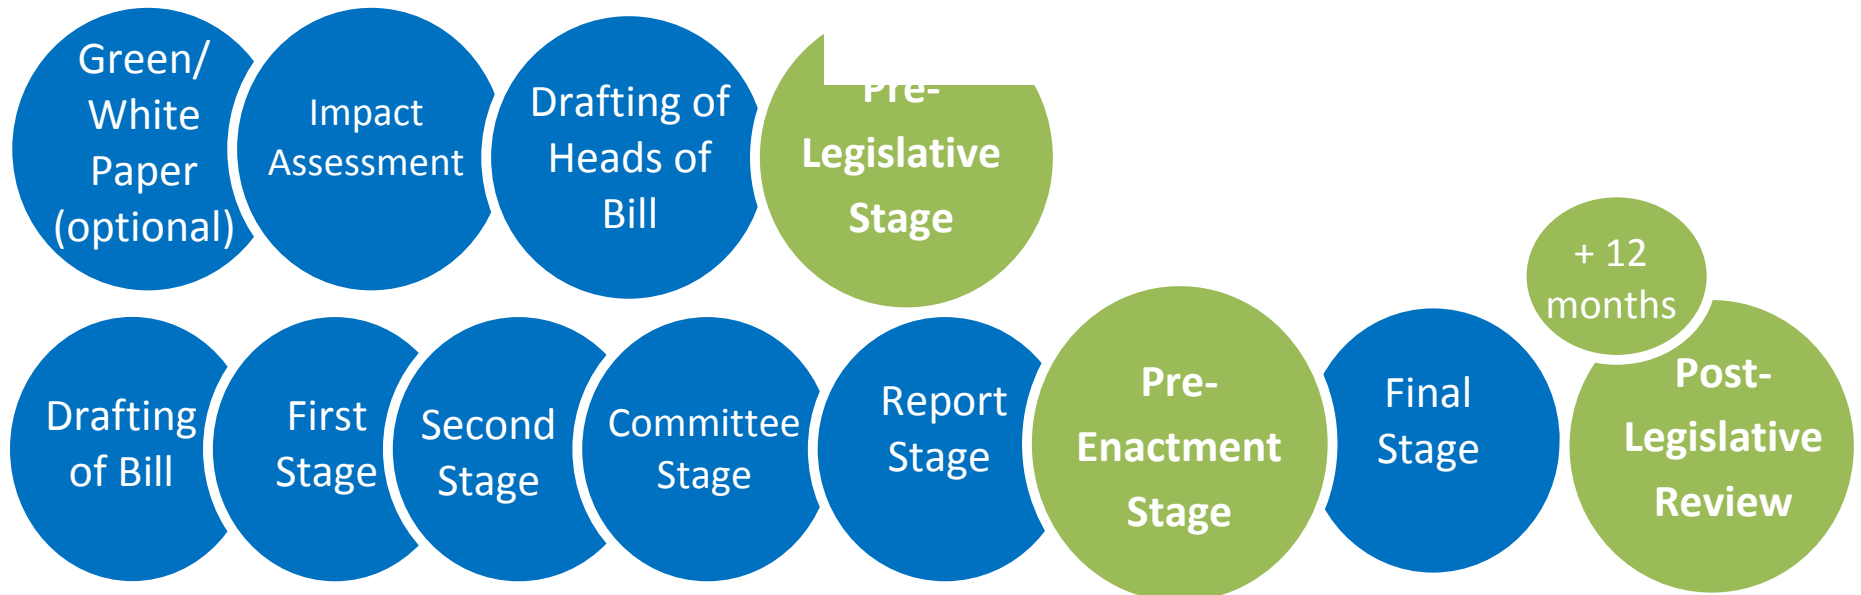 Green/
White
Paper
(optional)
Impact
Assessment
Drafting of
Heads of
Bill
Pre-
Legislative
Stage
+ 12
months
Drafting
of Bill
First
Stage
Second
Stage
Committee
Stage
Report
Stage
Pre-
Enactment
Stage
Final
Stage
Post-
Legislative
Review